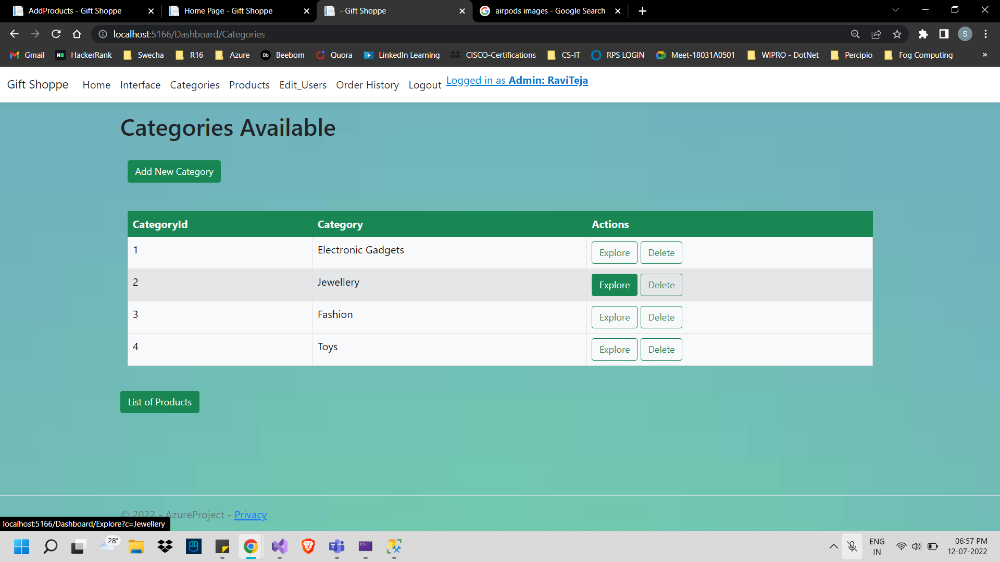 AddProducts - Gift Shoppe
Home Page - Gift Shoppe
- Gift Shoppe
airpods images - Google Search
localhost:5166/Dashboard/Categories
S
Gmail
HackerRank
Swecha
R16
Azure
Bb Beebom
Quora
LinkedIn Learning
cisco CISCO-Certifications
CS-IT
RPS LOGIN
Meet-18031A0501
WIPRO - DotNet
Percipio
Fog Computing
»
Gift Shoppe
Home
Interface
Categories
Products
Edit_Users
Order History
Logout
Logged in as Admin: RaviTeja
Categories Available
Add New Category
CategoryId Category Actions
1 Electronic Gadgets Explore Delete
2 Jewellery Explore Delete
3 Fashion Explore Delete
4 Toys Explore Delete
List of Products
© 2022 - AzureProject - Privacy
localhost:5166/Dashboard/Explore?c=Jewellery
28°
ENG
IN
06:57 PM
12-07-2022